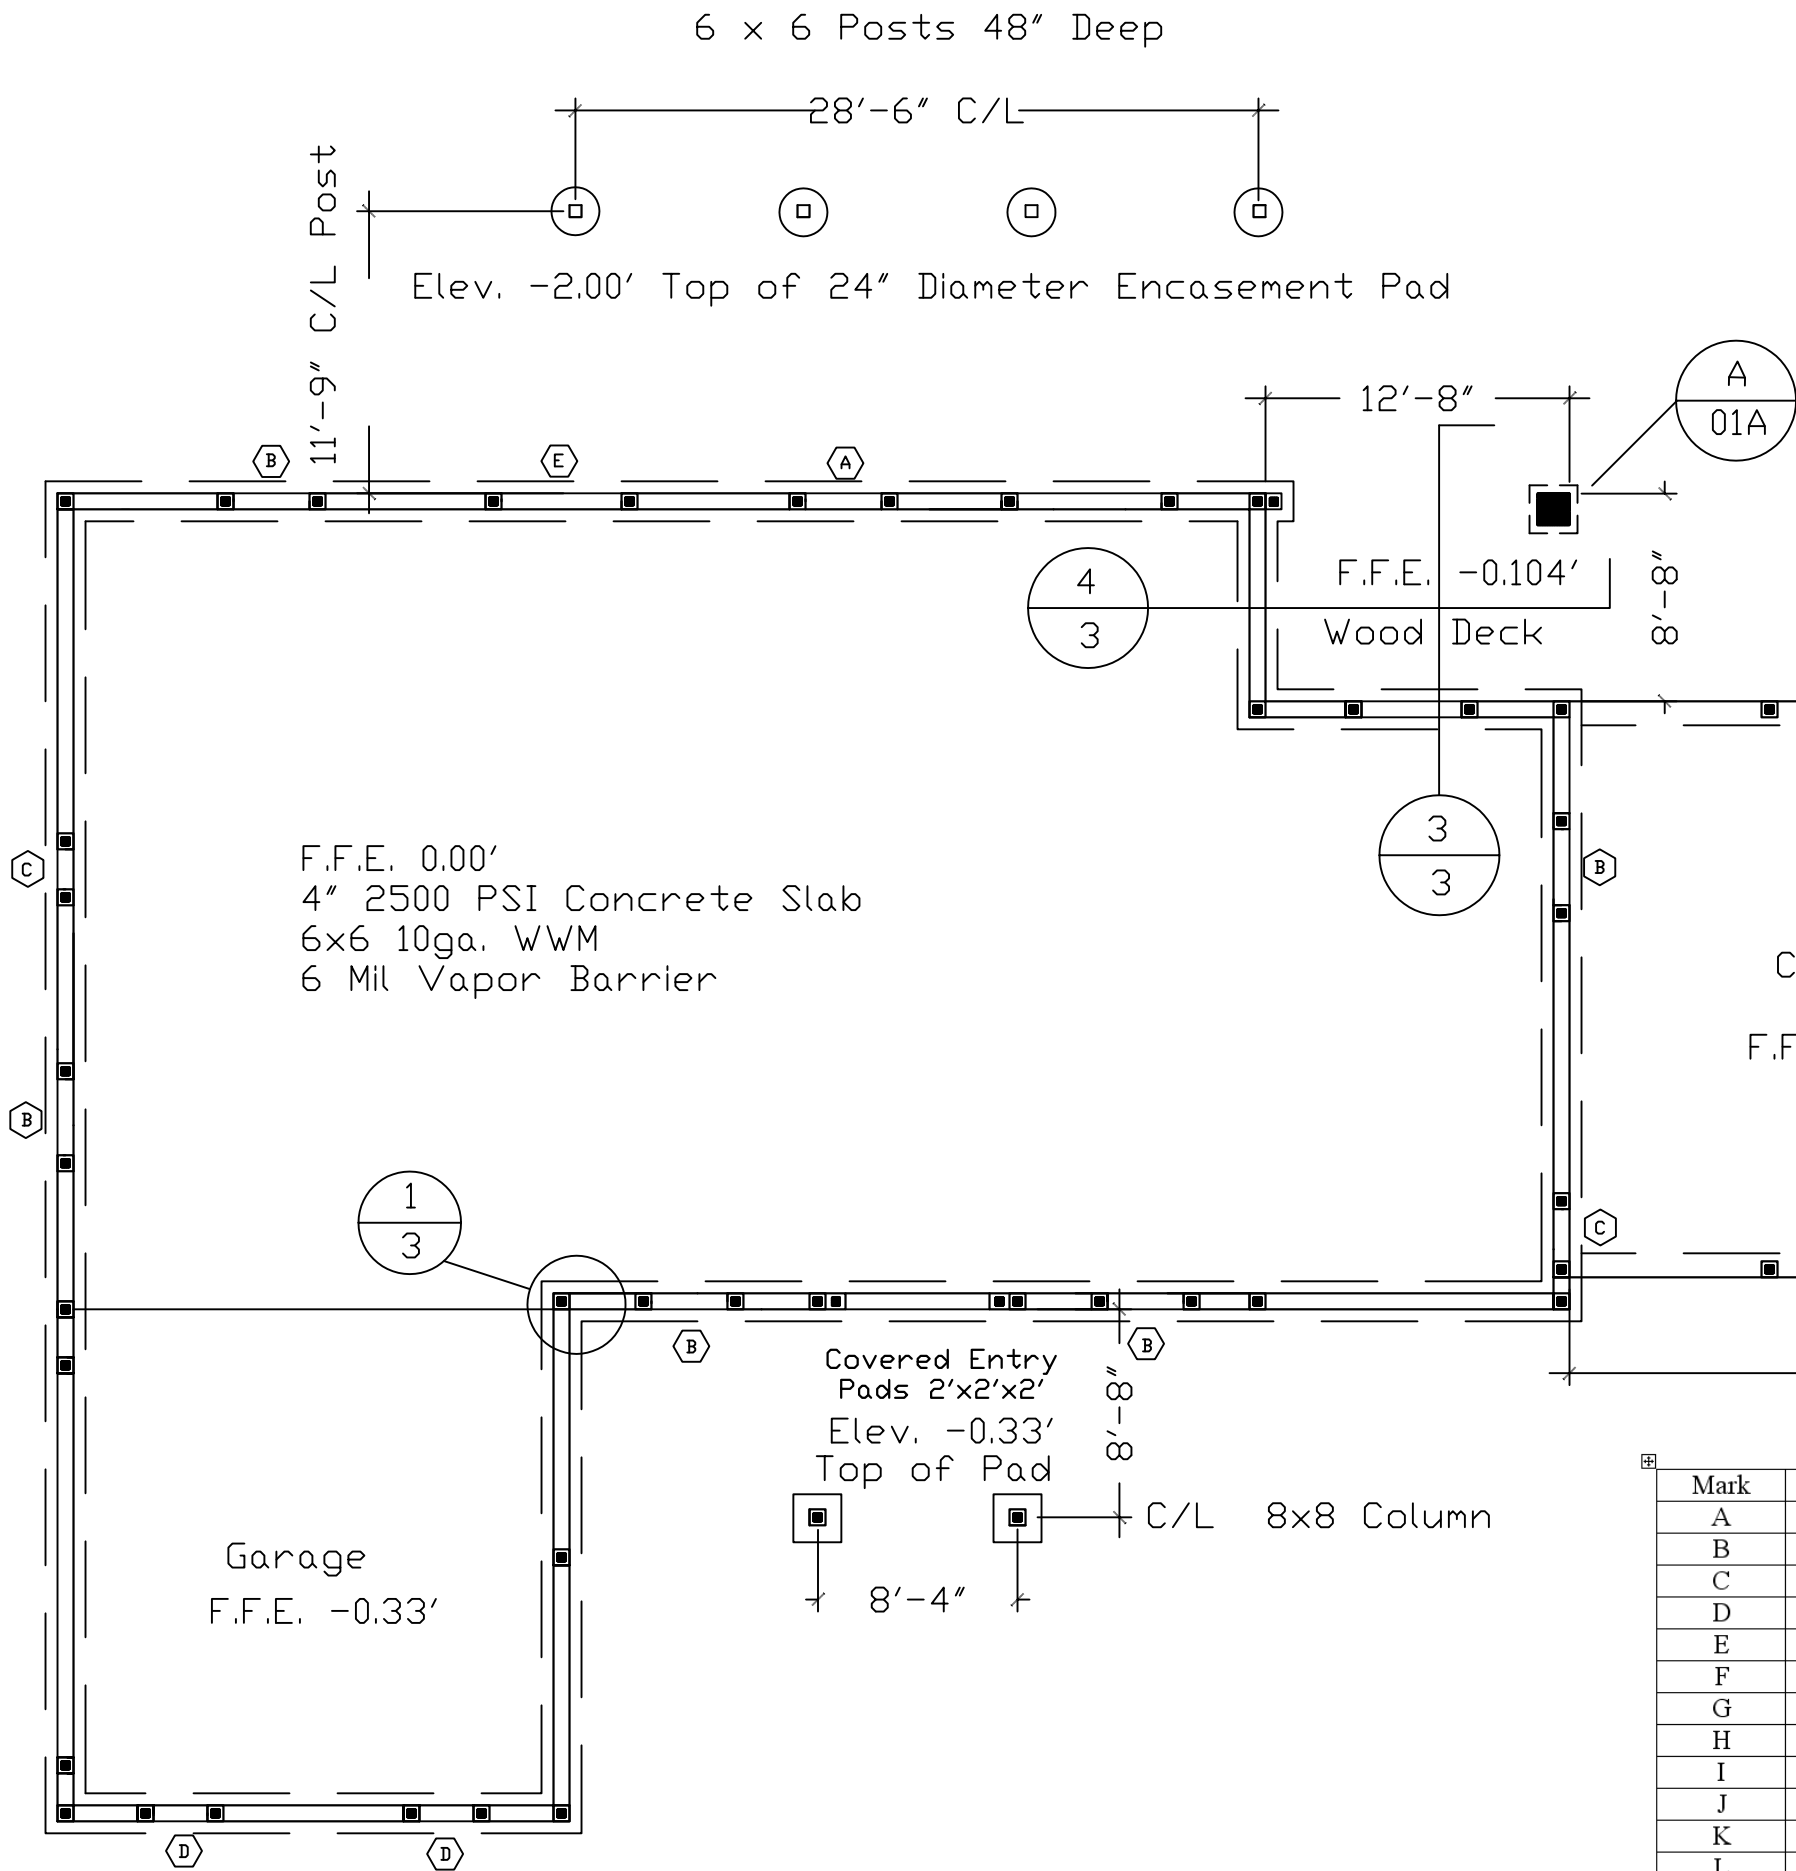 6 x 6 Posts 48" Deep
28'-6" C/L
11'-9" C/L Post
Elev. -2.00' Top of 24" Diameter Encasement Pad
A
01A
12'-8"
B
E
A
4
3
F.F.E. -0.104'
Wood Deck
8'-8"
3
3
C
B
F.F.E. 0.00'
4" 2500 PSI Concrete Slab
6x6 10ga. WWM
6 Mil Vapor Barrier
C
F.F
B
1
3
C
B
B
Covered Entry
Pads 2'x2'x2'
Elev. -0.33'
Top of Pad
8'-8"
C/L 8x8 Column
8'-4"
Garage
F.F.E. -0.33'
D
D
Mark
A
B
C
D
E
F
G
H
I
J
K